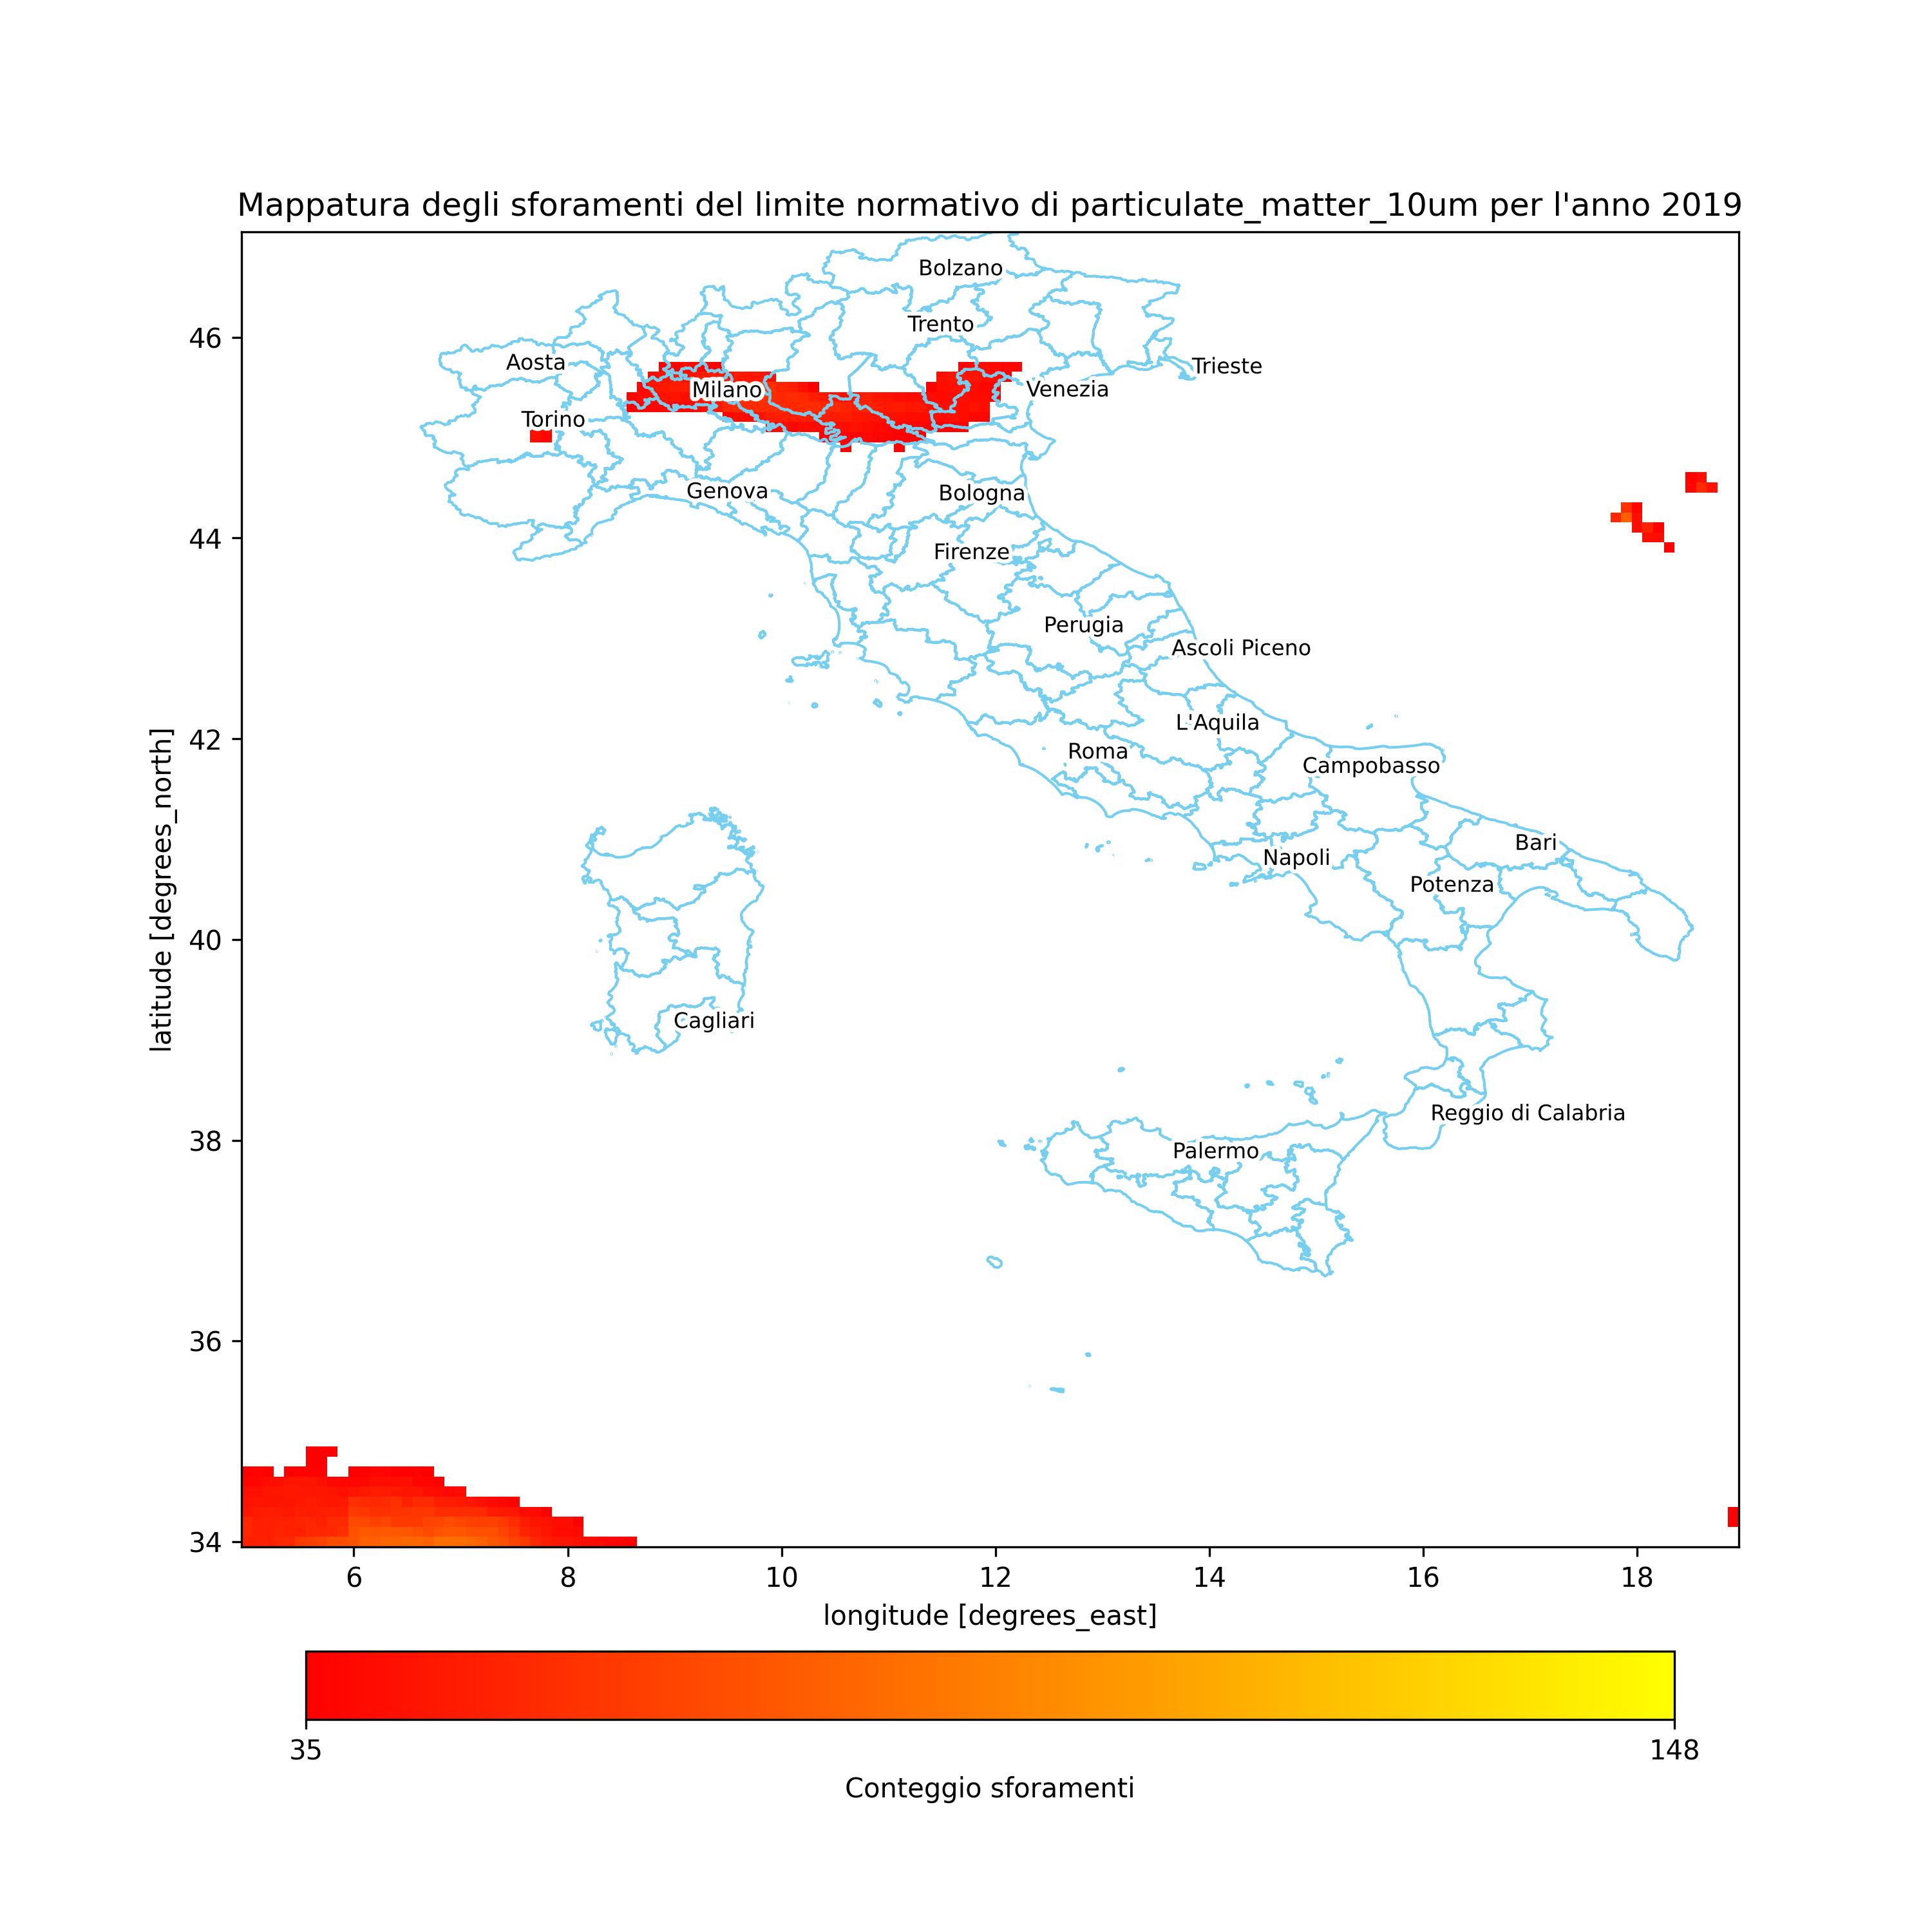 Mappatura degli sforamenti del limite normativo di particulate_matter_10um per l'anno 2019
Bolzano
Trento
Aosta
Trieste
Milano
Venezia
Torino
Genova
Bologna
Firenze
Perugia
Ascoli Piceno
L'Aquila
Roma
Campobasso
Bari
Napoli
Potenza
Cagliari
Reggio di Calabria
Palermo
latitude [degrees_north]
46
44
42
40
38
36
34
6 8 10 12 14 16 18
longitude [degrees_east]
35 148
Conteggio sforamenti